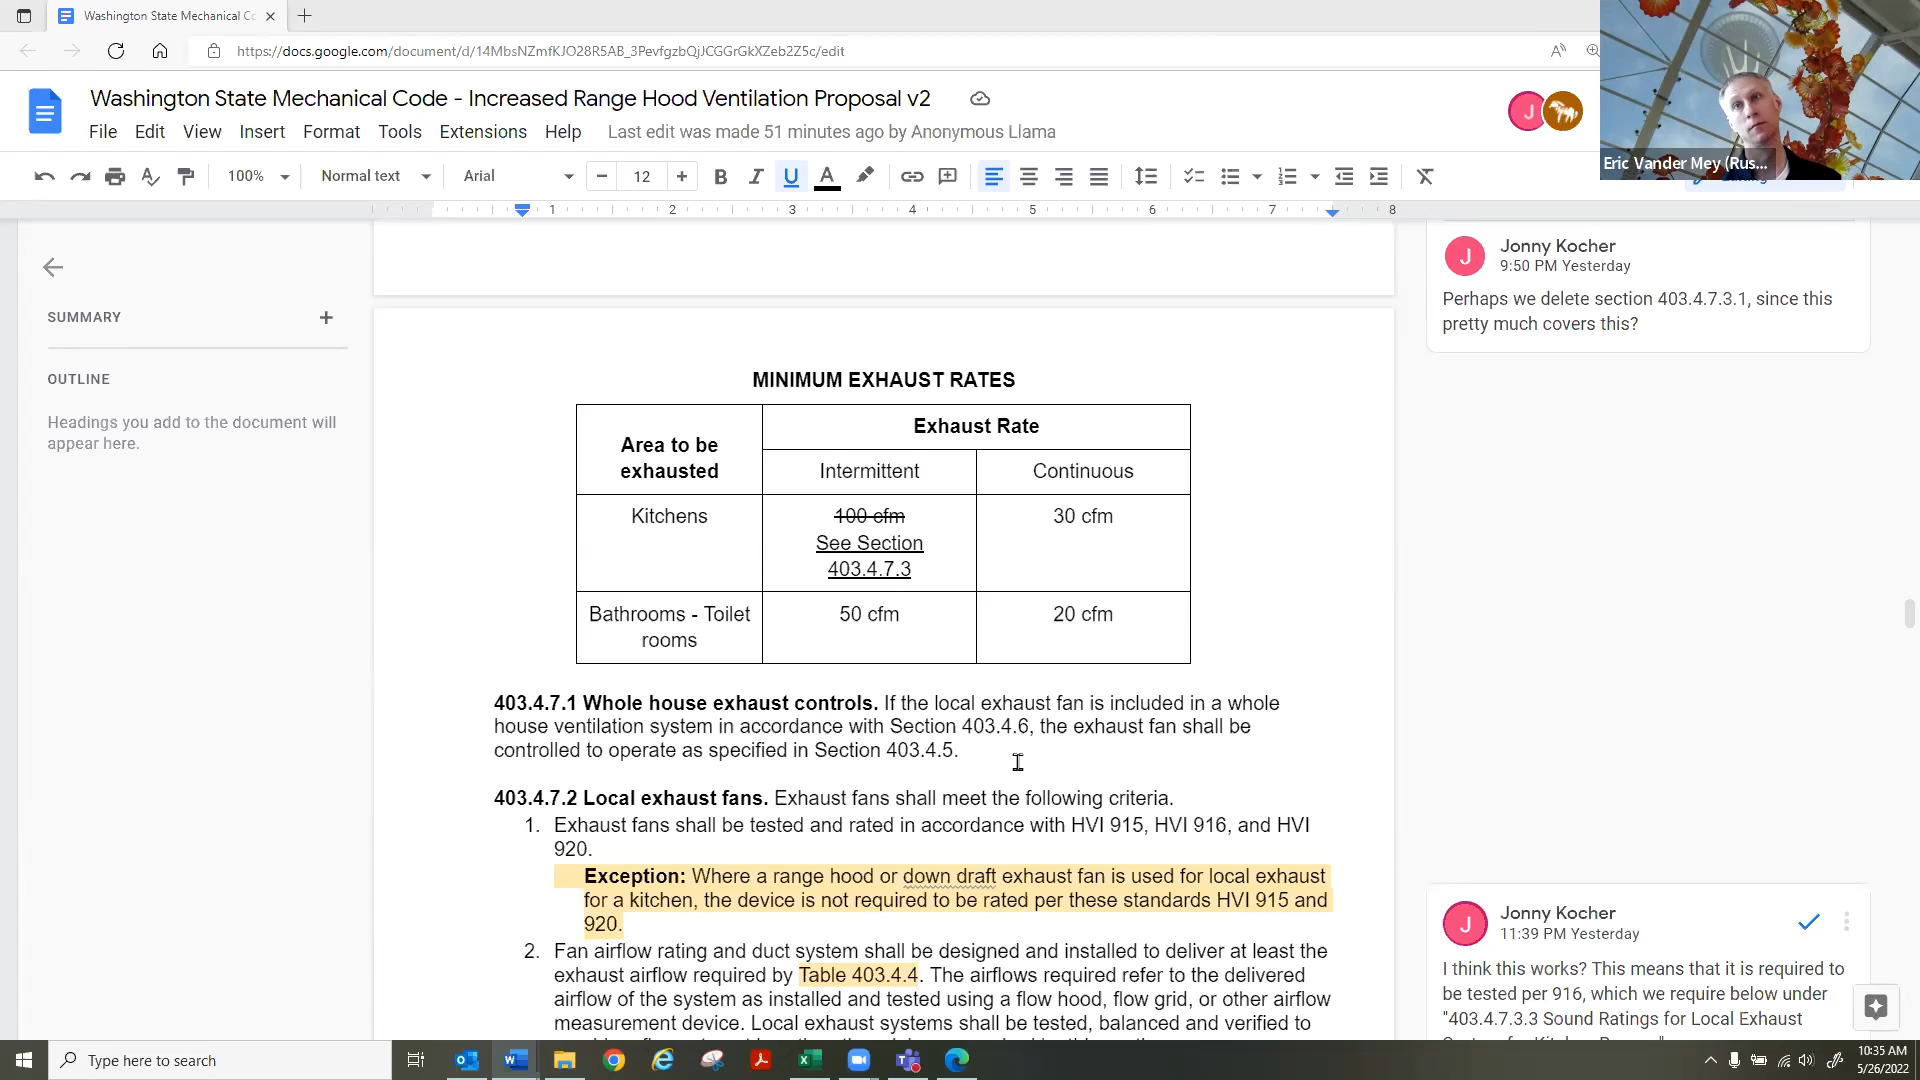 Washington State Mechanical Co
https://docs.google.com/document/d/14MbsNZmfKJO28R5AB_3PevfgzbQjJCGGrGkXZeb2Z5c/edit
Washington State Mechanical Code - Increased Range Hood Ventilation Proposal v2
File Edit View Insert Format Tools Extensions Help Last edit was made 51 minutes ago by Anonymous Llama
J
Eric Vander Mey (Rus...
100% Normal text Arial - 12 + B I U A
1 2 3 4 5 6 7 8
SUMMARY +
OUTLINE
Headings you add to the document will
appear here.
MINIMUM EXHAUST RATES
Area to be
exhausted
Exhaust Rate
Intermittent Continuous
Kitchens 100 cfm 30 cfm
See Section
403.4.7.3
Bathrooms - Toilet 50 cfm 20 cfm
rooms
403.4.7.1 Whole house exhaust controls. If the local exhaust fan is included in a whole
house ventilation system in accordance with Section 403.4.6, the exhaust fan shall be
controlled to operate as specified in Section 403.4.5.
403.4.7.2 Local exhaust fans. Exhaust fans shall meet the following criteria.
1. Exhaust fans shall be tested and rated in accordance with HVI 915, HVI 916, and HVI
920.
Exception: Where a range hood or down draft exhaust fan is used for local exhaust
for a kitchen, the device is not required to be rated per these standards HVI 915 and
920.
2. Fan airflow rating and duct system shall be designed and installed to deliver at least the
exhaust airflow required by Table 403.4.4. The airflows required refer to the delivered
airflow of the system as installed and tested using a flow hood, flow grid, or other airflow
measurement device. Local exhaust systems shall be tested, balanced and verified to
J
Jonny Kocher
9:50 PM Yesterday
Perhaps we delete section 403.4.7.3.1, since this
pretty much covers this?
J
Jonny Kocher
11:39 PM Yesterday
I think this works? This means that it is required to
be tested per 916, which we require below under
"403.4.7.3.3 Sound Ratings for Local Exhaust
Type here to search
10:35 AM
5/26/2022